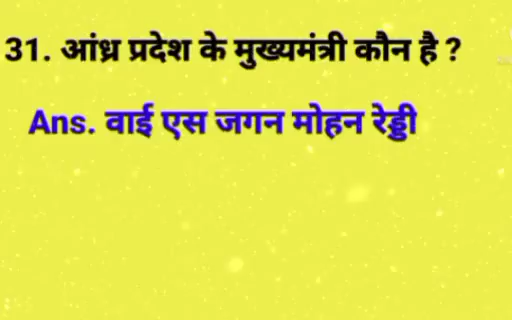 31. आंध्र प्रदेश के मुख्यमंत्री कौन है ?
Ans. वाई एस जगन मोहन रेड्डी